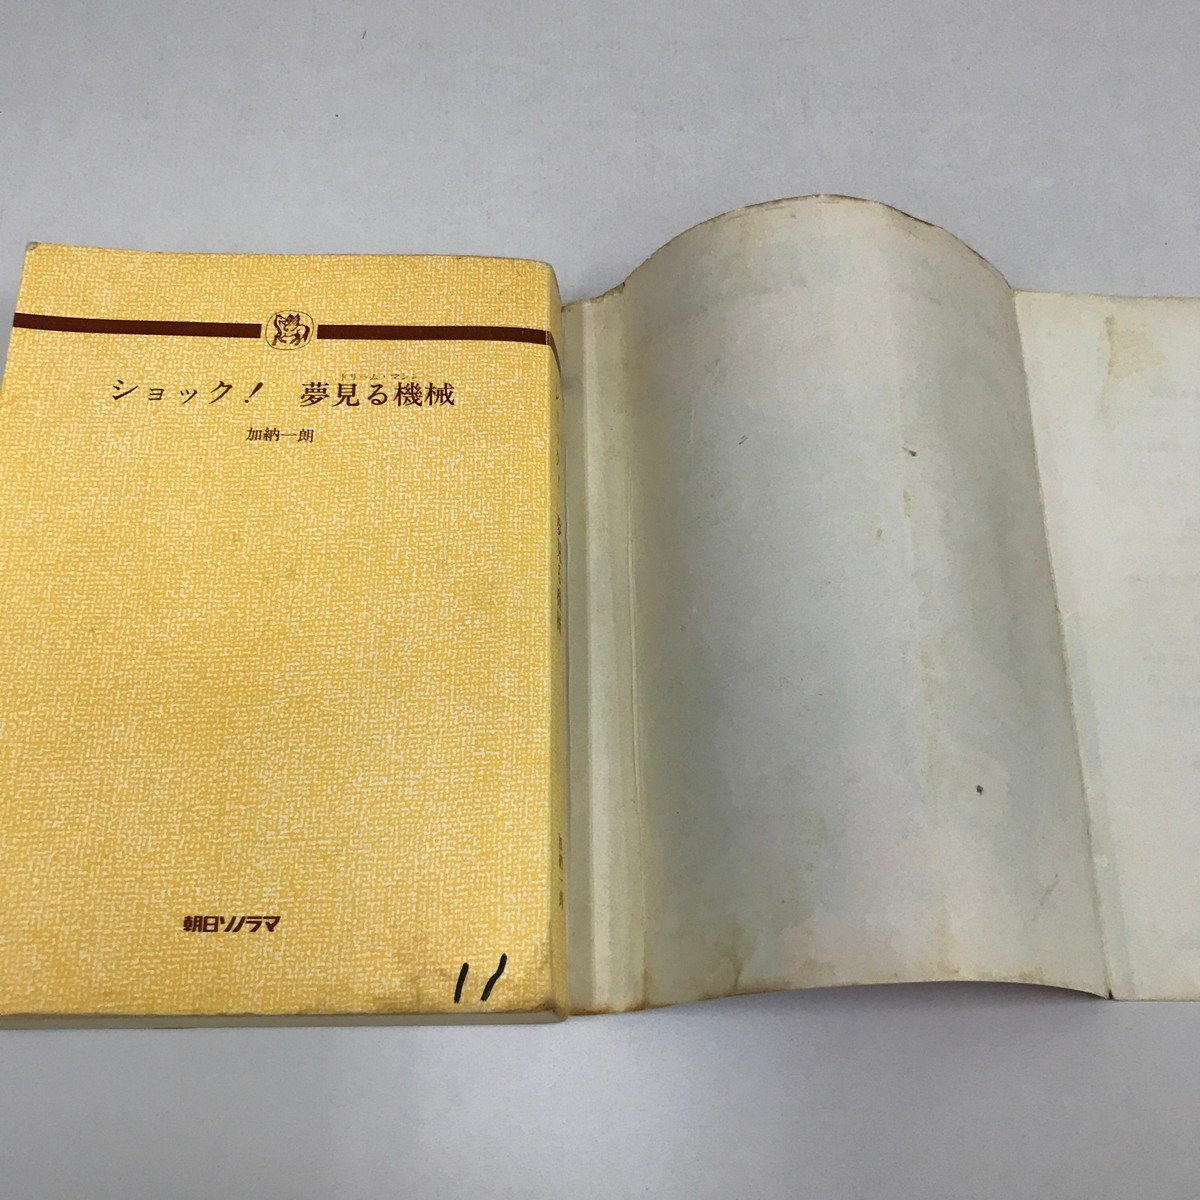 ドリーム・マシン
ショック！ 夢見る機械
加納一朗
朝日ソノラマ
11